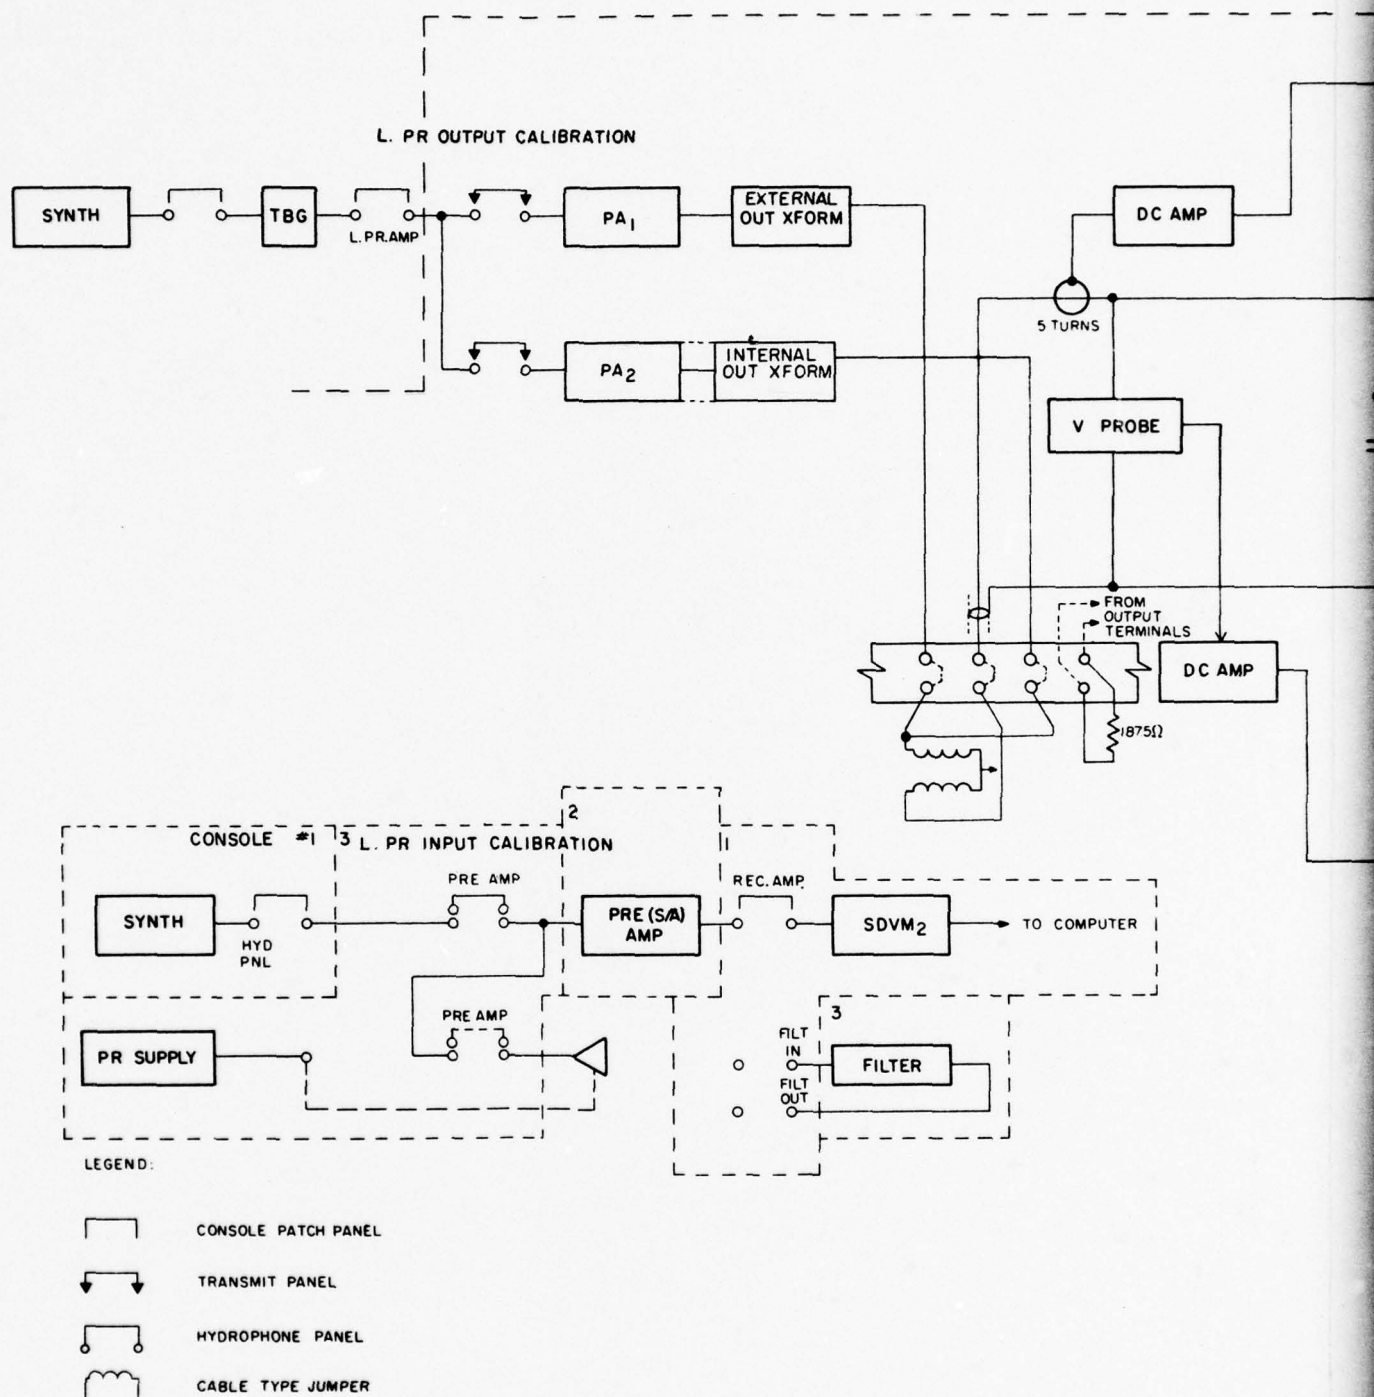 L. PR OUTPUT CALIBRATION
SYNTH
TBG
L. PR. AMP
PA1
EXTERNAL
OUT XFORM
DC AMP
5 TURNS
PA2
INTERNAL
OUT XFORM
V PROBE
FROM
OUTPUT
TERMINALS
DC AMP
1875Ω
CONSOLE #1
3
L. PR INPUT CALIBRATION
2
1
SYNTH
HYD
PNL
PRE AMP
PRE (S/A)
AMP
REC. AMP.
SDVM2
TO COMPUTER
PR SUPPLY
PRE AMP
FILT
IN
FILT
OUT
3
FILTER
LEGEND:
CONSOLE PATCH PANEL
TRANSMIT PANEL
HYDROPHONE PANEL
CABLE TYPE JUMPER